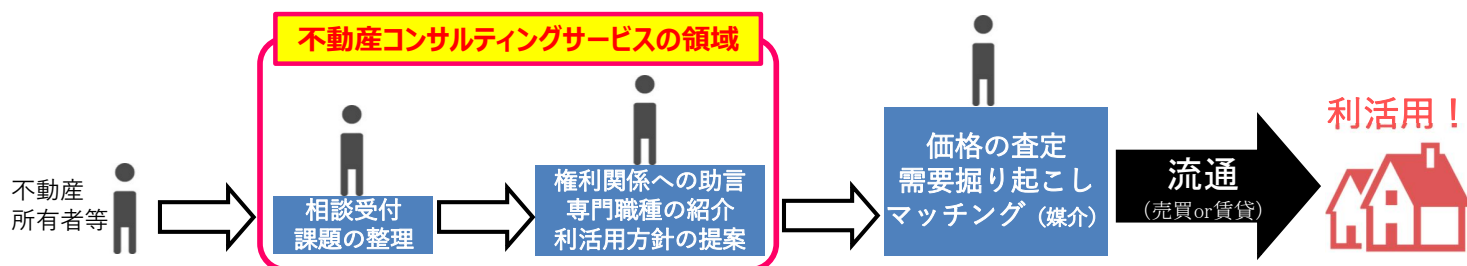 不動産コンサルティングサービスの領域
不動産
所有者等
相談受付
課題の整理
権利関係への助言
専門職種の紹介
利活用方針の提案
価格の査定
需要掘り起こし
マッチング（媒介）
流通
（売買or賃貸）
利活用！